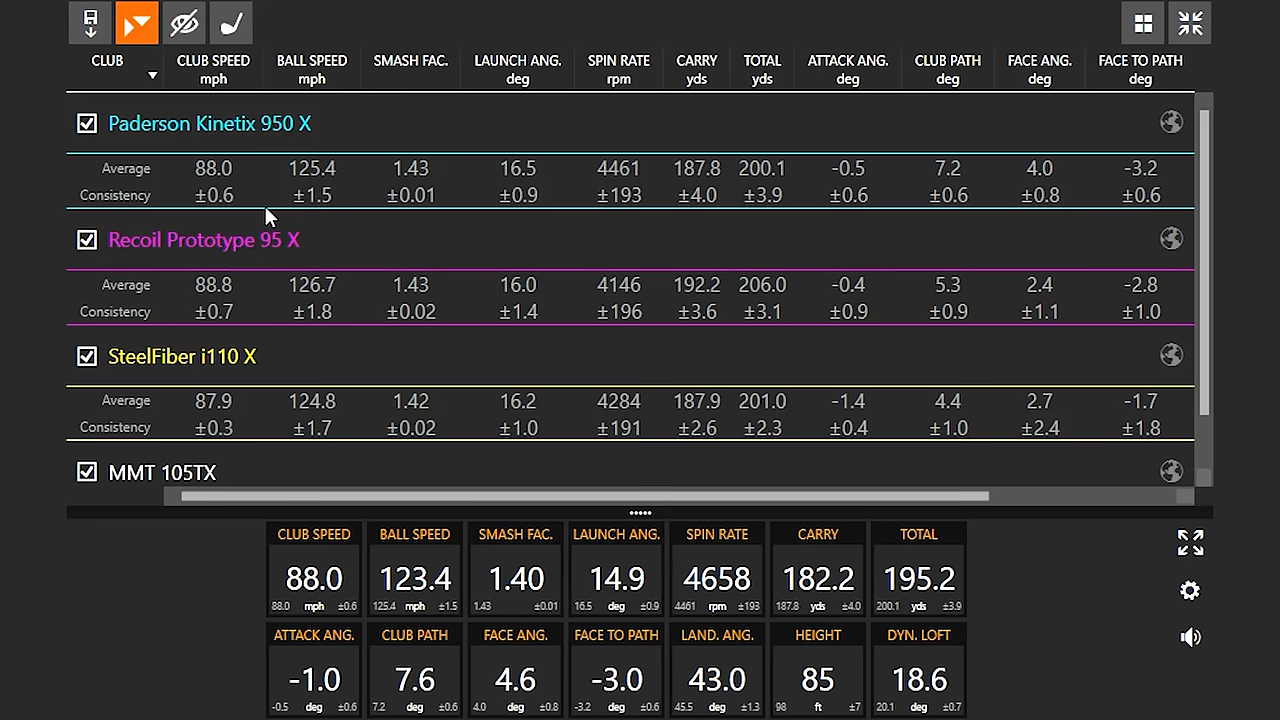 CLUB CLUB SPEED BALL SPEED SMASH FAC. LAUNCH ANG. SPIN RATE CARRY TOTAL ATTACK ANG. CLUB PATH FACE ANG. FACE TO PATH
mph mph deg rpm yds yds deg deg deg deg
Paderson Kinetix 950 X
Average 88.0 125.4 1.43 16.5 4461 187.8 200.1 -0.5 7.2 4.0 -3.2
Consistency ±0.6 ±1.5 ±0.01 ±0.9 ±193 ±4.0 ±3.9 ±0.6 ±0.6 ±0.8 ±0.6
Recoil Prototype 95 X
Average 88.8 126.7 1.43 16.0 4146 192.2 206.0 -0.4 5.3 2.4 -2.8
Consistency ±0.7 ±1.8 ±0.02 ±1.4 ±196 ±3.6 ±3.1 ±0.9 ±0.9 ±1.1 ±1.0
SteelFiber i110 X
Average 87.9 124.8 1.42 16.2 4284 187.9 201.0 -1.4 4.4 2.7 -1.7
Consistency ±0.3 ±1.7 ±0.02 ±1.0 ±191 ±2.6 ±2.3 ±0.4 ±1.0 ±2.4 ±1.8
MMT 105TX
CLUB SPEED BALL SPEED SMASH FAC. LAUNCH ANG. SPIN RATE CARRY TOTAL
88.0 123.4 1.40 14.9 4658 182.2 195.2
88.0 mph ±0.6 125.4 mph ±1.5 1.43 ±0.01 16.5 deg ±0.9 4461 rpm ±193 187.8 yds ±4.0 200.1 yds ±3.9
ATTACK ANG. CLUB PATH FACE ANG. FACE TO PATH LAND. ANG. HEIGHT DYN. LOFT
-1.0 7.6 4.6 -3.0 43.0 85 18.6
-0.5 deg ±0.6 7.2 deg ±0.6 4.0 deg ±0.8 -3.2 deg ±0.6 45.5 deg ±1.3 98 ft ±7 20.1 deg ±0.7